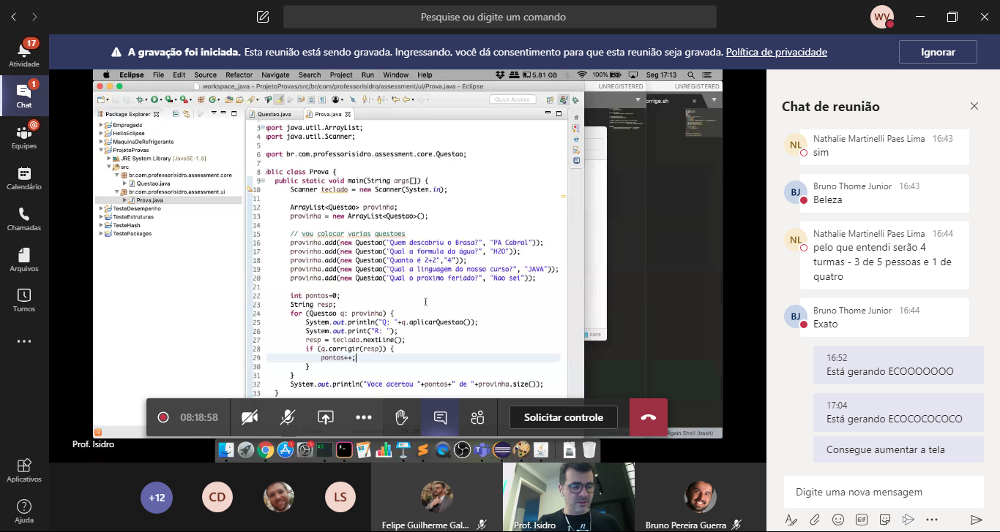 Pesquise ou digite um comando
WV
17
Atividade
1
Chat
@
Equipes
Calendário
Chamadas
Arquivos
Turnos
Aplicativos
Ajuda
A gravação foi iniciada. Esta reunião está sendo gravada. Ingressando, você dá consentimento para que esta reunião seja gravada. Política de privacidade
Ignorar
Eclipse File Edit Source Refactor Navigate Search Project Run Window Help
5.81 GB 100% Seg 17:13
workspace_java - ProjetoProvas/src/br/com/professorisidro/assessment/ui/Prova.java - Eclipse
UNREGISTERED
UNREGISTERED
Quick Access
orrige.sh
Package Explorer
Questao.java
Prova.java
Empregado
HelloEclipse
MaquinaDeRefrigerante
ProjetoProvas
JRE System Library [JavaSE-1.8]
src
br.com.professorisidro.assessment.core
Questao.java
br.com.professorisidro.assessment.ui
Prova.java
TesteDesempenho
TesteEstruturas
TesteHash
TestePackages
3 port java.util.ArrayList;
4 port java.util.Scanner;
5
6 port br.com.professorisidro.assessment.core.Questao;
7
8 blic class Prova {
9 public static void main(String args[]) {
10 Scanner teclado = new Scanner(System.in);
11
12 ArrayList<Questao> provinha;
13 provinha = new ArrayList<Questao>();
14
15 // vou colocar varias questoes
16 provinha.add(new Questao("Quem descobriu o Brasa?", "PA Cabral"));
17 provinha.add(new Questao("Qual a formula da água?", "H2O"));
18 provinha.add(new Questao("Quanto é 2+2","4"));
19 provinha.add(new Questao("Qual a linguagem do nosso curso?", "JAVA"));
20 provinha.add(new Questao("Qual o proximo feriado?", "Nao sei"));
21
22 int pontos=0;
23 String resp;
24 for (Questao q: provinha) {
25 System.out.println("Q: "+q.aplicarQuestao());
26 System.out.print("R: ");
27 resp = teclado.nextLine();
28 if (q.corrigir(resp)) {
29 pontos++;
30 }
31 }
32 System.out.println("Voce acertou "+pontos+" de "+provinha.size());
33 }
core
08:18:58
Solicitar controle
Again Shell (bash)
Prof. Isidro
+12
CD
LS
Felipe Guilherme Gal...
Prof. Isidro
Bruno Pereira Guerra
Chat de reunião
NL
Nathalie Martinelli Paes Lima 16:43
sim
BJ
Bruno Thome Junior 16:43
Beleza
NL
Nathalie Martinelli Paes Lima 16:44
pelo que entendi serão 4
turmas - 3 de 5 pessoas e 1 de
quatro
BJ
Bruno Thome Junior 16:44
Exato
16:52
Está gerando ECOOOOOOO
17:04
Está gerando ECOCOCOCOCO
Consegue aumentar a tela
Digite uma nova mensagem
GIF